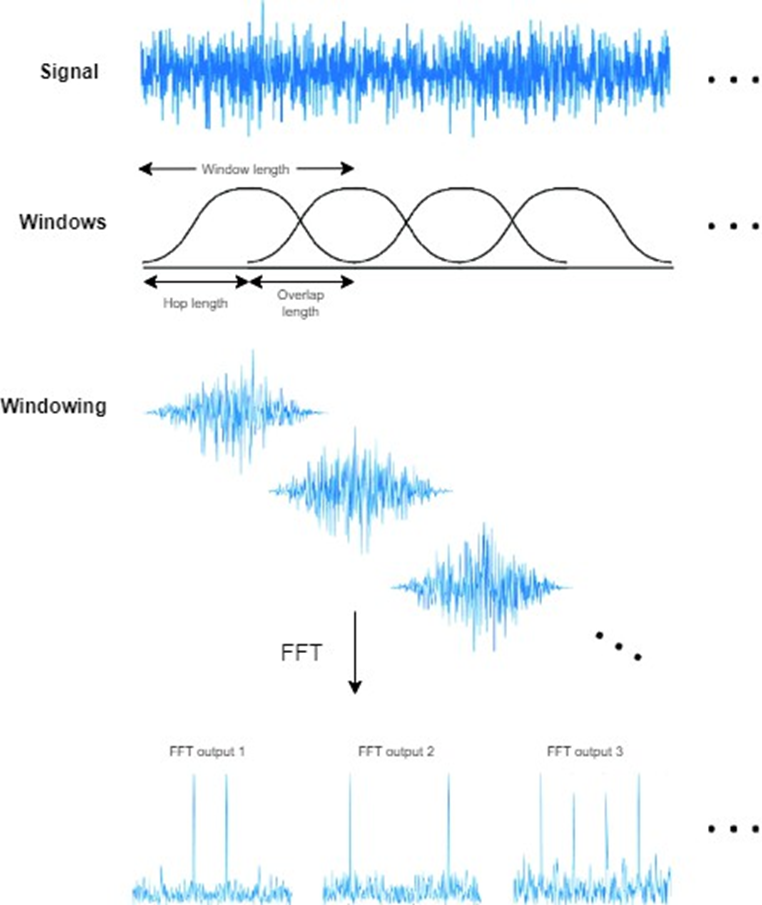 Signal
Window length
Windows
Hop length
Overlap
length
Windowing
FFT
FFT output 1
FFT output 2
FFT output 3